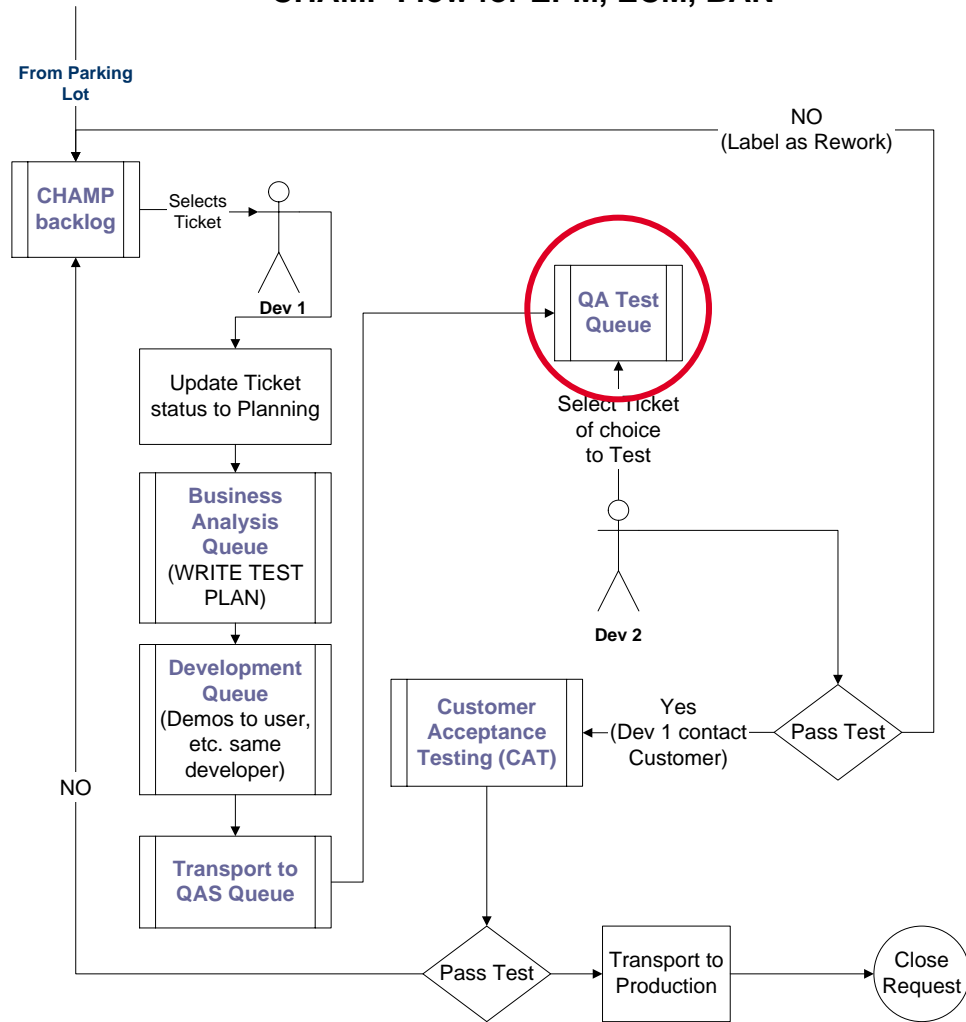 From Parking
Lot
NO
(Label as Rework)
CHAMP
backlog
Selects
Ticket
Dev 1
QA Test
Queue
Update Ticket
status to Planning
Select Ticket
of choice
to Test
Business
Analysis
Queue
(WRITE TEST
PLAN)
Dev 2
Development
Queue
(Demos to user,
etc. same
developer)
Customer
Acceptance
Testing (CAT)
Yes
(Dev 1 contact
Customer)
Pass Test
NO
Transport to
QAS Queue
Pass Test
Transport to
Production
Close
Request